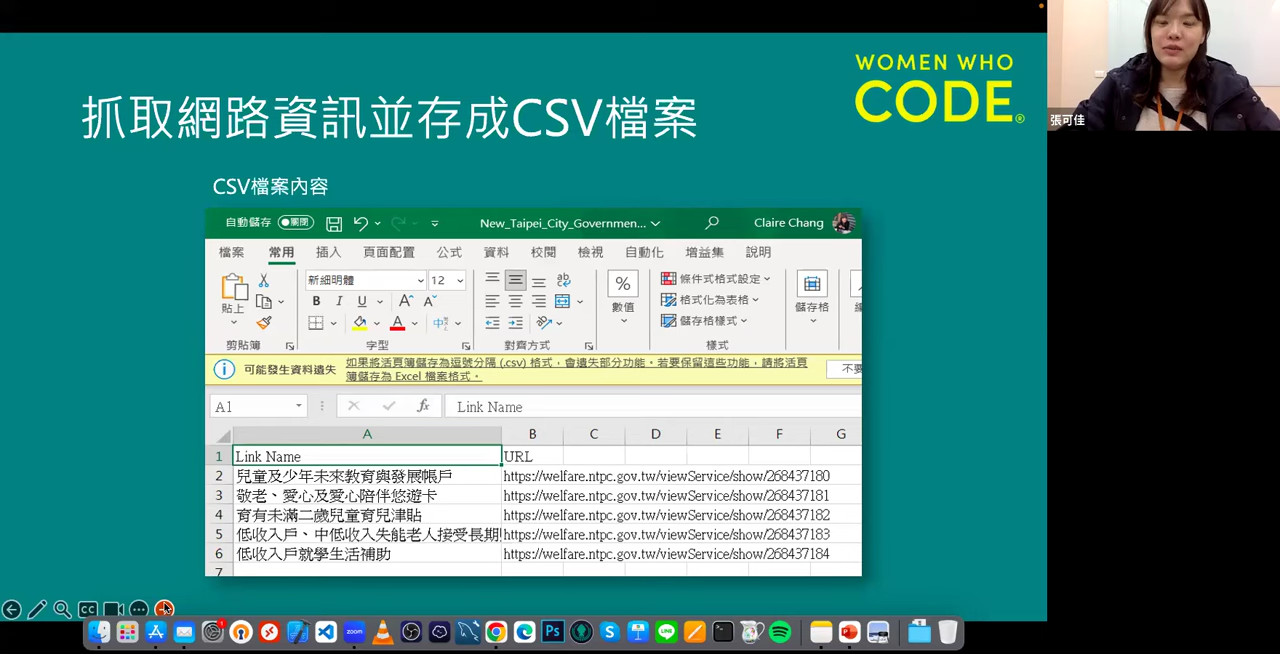 WOMEN WHO
CODE®
抓取網路資訊並存成CSV檔案
張可佳
CSV檔案內容
自動儲存 關閉 New_Taipei_City_Governmen... Claire Chang
檔案 常用 插入 頁面配置 公式 資料 校閱 檢視 自動化 增益集 說明
貼上
新細明體 12
B I U A A
A 中
% 數值
條件式格式設定
格式化為表格
儲存格樣式
儲存格
剪貼簿 字型 對齊方式 樣式
可能發生資料遺失 如果將活頁簿儲存為逗號分隔 (.csv) 格式，會遺失部分功能。若要保留這些功能，請將活頁
簿儲存為 Excel 檔案格式。
不要
A1 fx Link Name
A B C D E F G
1 Link Name URL
2 兒童及少年未來教育與發展帳戶 https://welfare.ntpc.gov.tw/viewService/show/268437180
3 敬老、愛心及愛心陪伴悠遊卡 https://welfare.ntpc.gov.tw/viewService/show/268437181
4 育有未滿二歲兒童育兒津貼 https://welfare.ntpc.gov.tw/viewService/show/268437182
5 低收入戶、中低收入失能老人接受長期 https://welfare.ntpc.gov.tw/viewService/show/268437183
6 低收入戶就學生活補助 https://welfare.ntpc.gov.tw/viewService/show/268437184
7
CC
zoom Ps S LINE